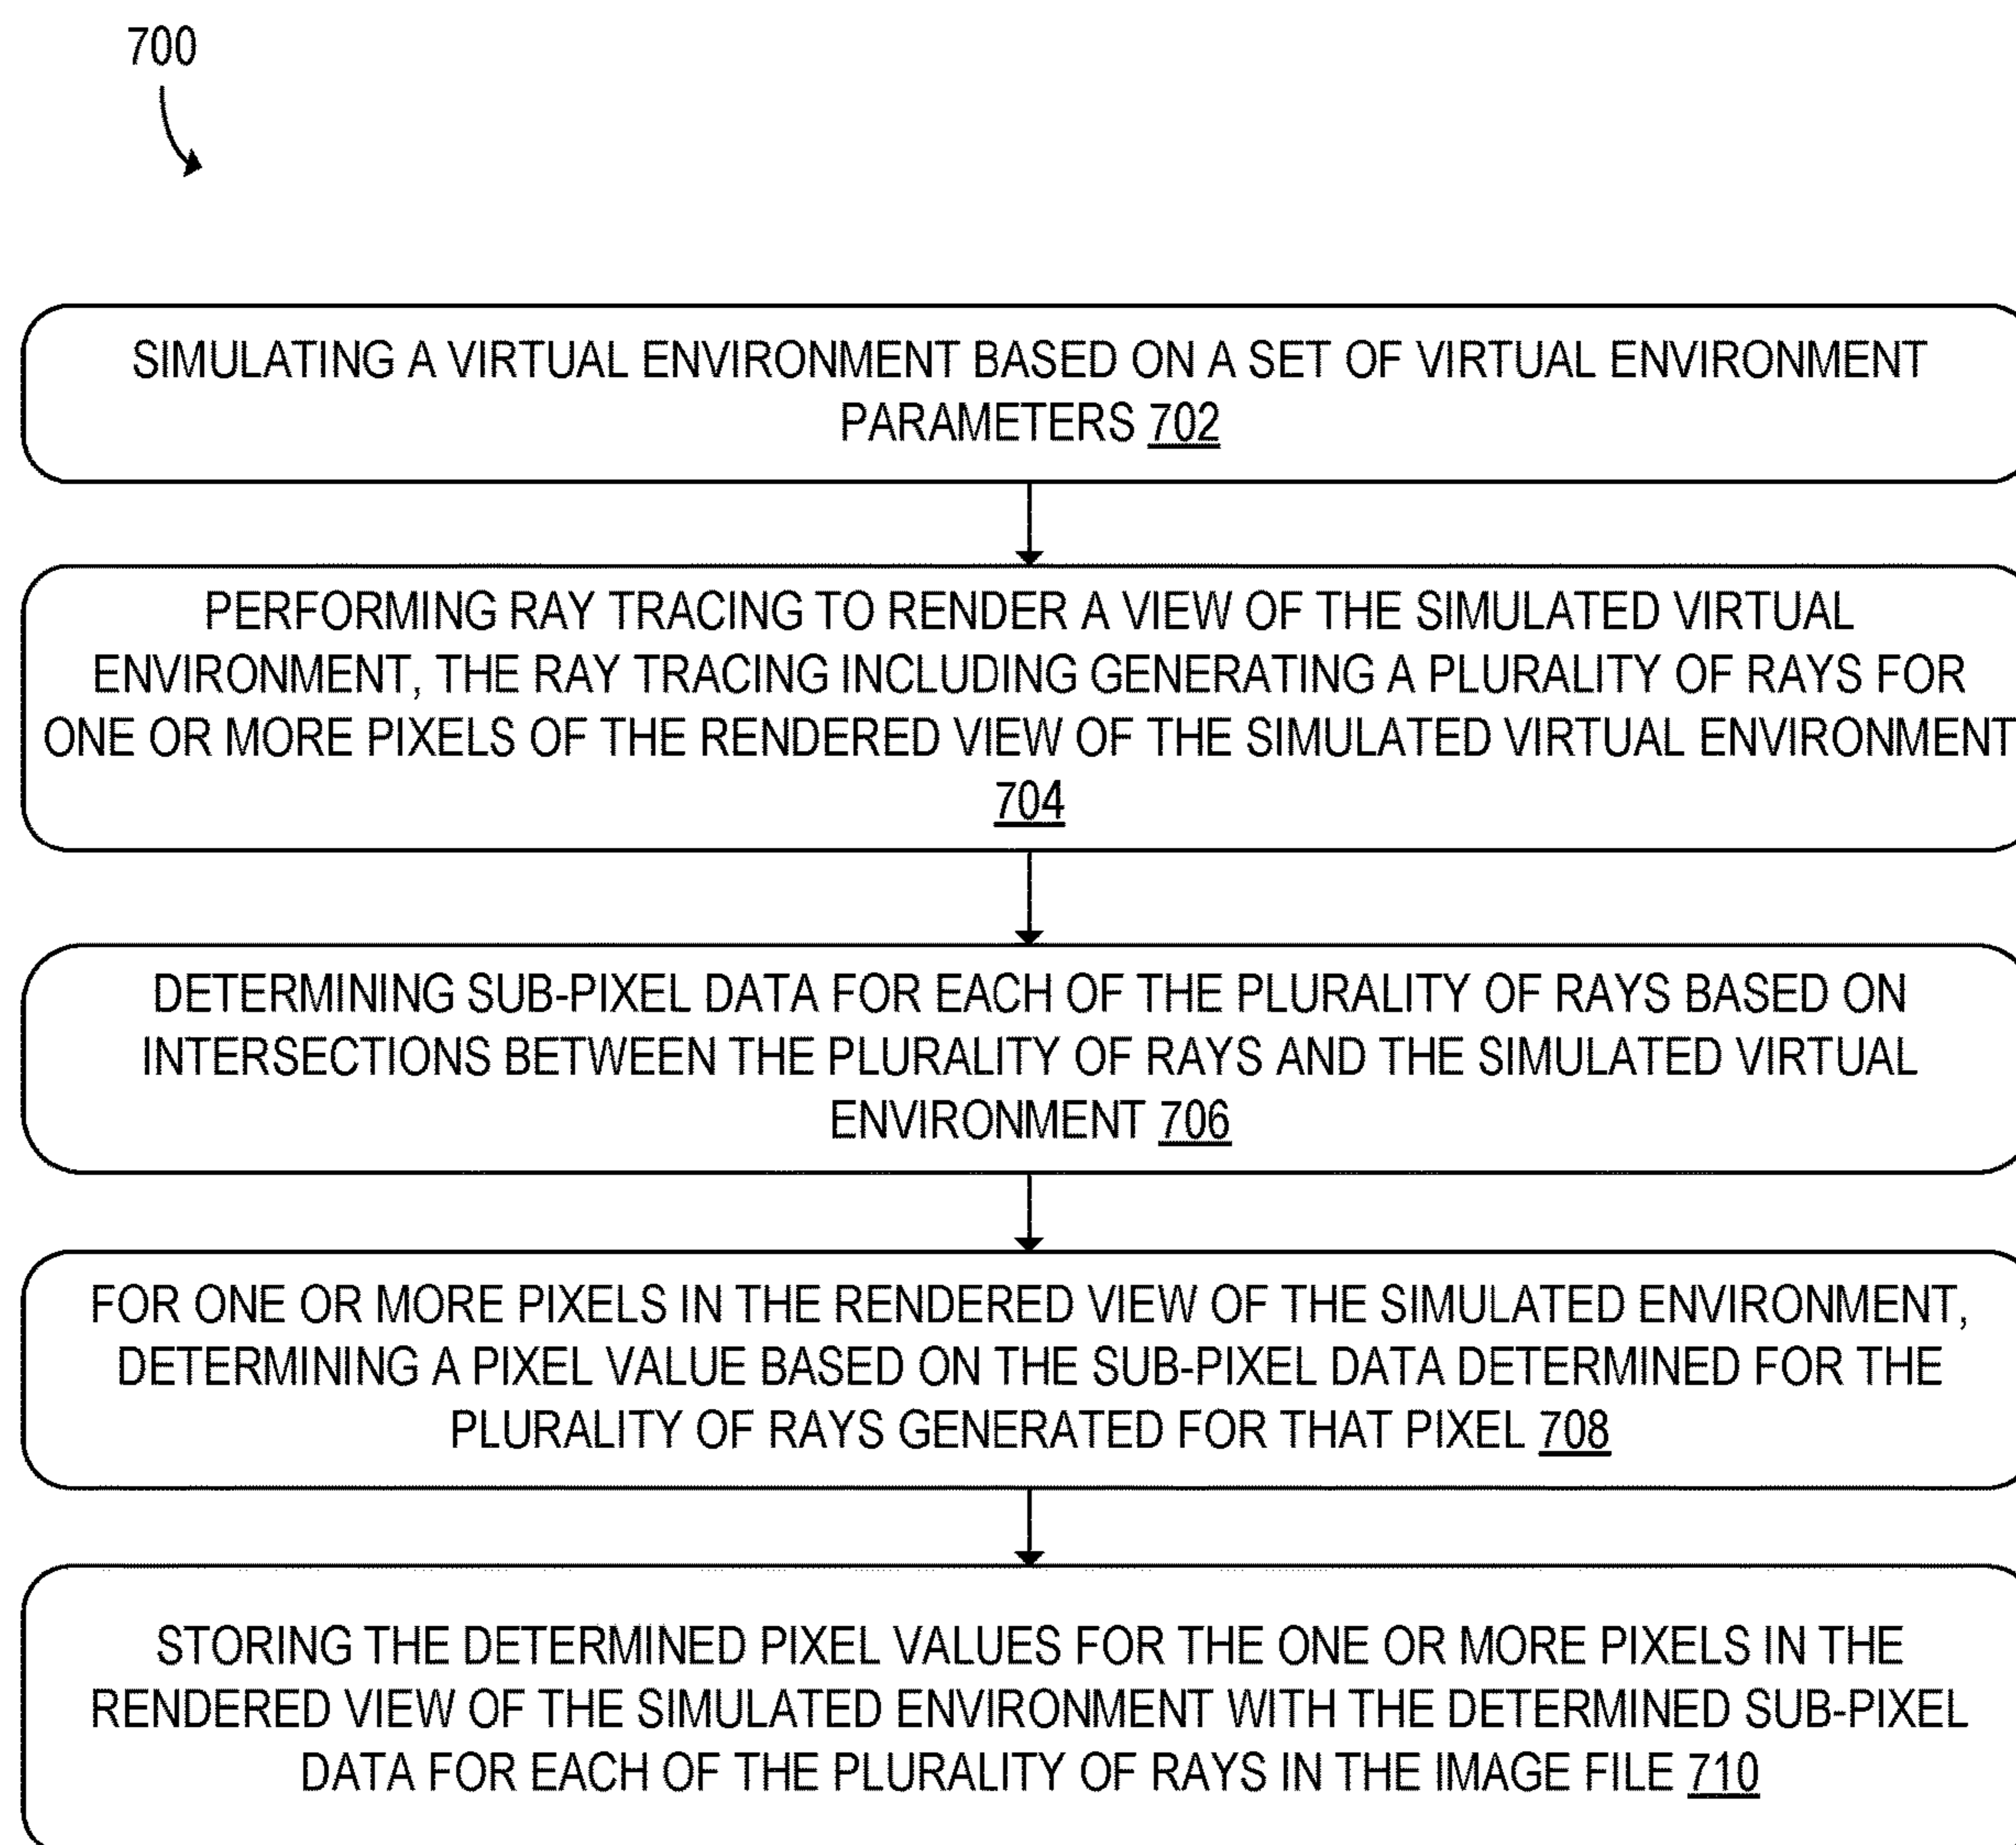 700
SIMULATING A VIRTUAL ENVIRONMENT BASED ON A SET OF VIRTUAL ENVIRONMENT
PARAMETERS 702
PERFORMING RAY TRACING TO RENDER A VIEW OF THE SIMULATED VIRTUAL
ENVIRONMENT, THE RAY TRACING INCLUDING GENERATING A PLURALITY OF RAYS FOR
ONE OR MORE PIXELS OF THE RENDERED VIEW OF THE SIMULATED VIRTUAL ENVIRONMENT
704
DETERMINING SUB-PIXEL DATA FOR EACH OF THE PLURALITY OF RAYS BASED ON
INTERSECTIONS BETWEEN THE PLURALITY OF RAYS AND THE SIMULATED VIRTUAL
ENVIRONMENT 706
FOR ONE OR MORE PIXELS IN THE RENDERED VIEW OF THE SIMULATED ENVIRONMENT,
DETERMINING A PIXEL VALUE BASED ON THE SUB-PIXEL DATA DETERMINED FOR THE
PLURALITY OF RAYS GENERATED FOR THAT PIXEL 708
STORING THE DETERMINED PIXEL VALUES FOR THE ONE OR MORE PIXELS IN THE
RENDERED VIEW OF THE SIMULATED ENVIRONMENT WITH THE DETERMINED SUB-PIXEL
DATA FOR EACH OF THE PLURALITY OF RAYS IN THE IMAGE FILE 710